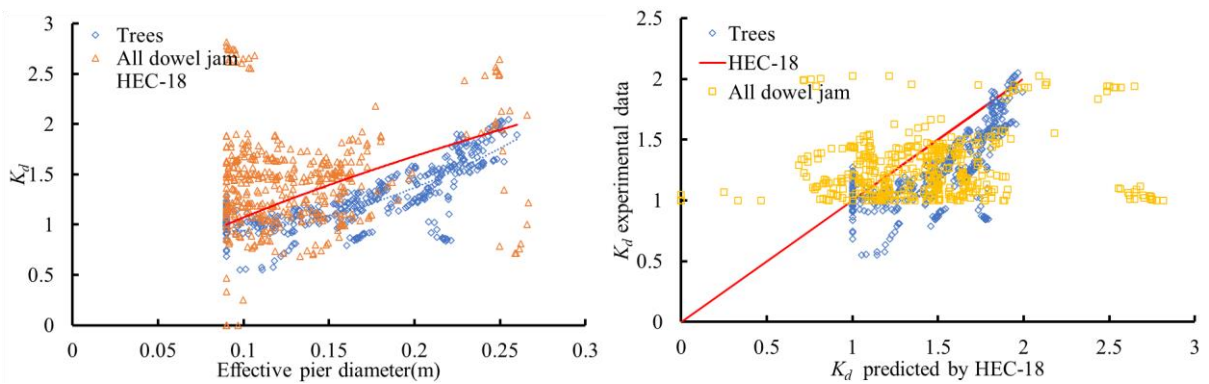 3
2.5
2
1.5
1
0.5
0
K_d
Trees
All dowel jam
HEC-18
0 0.05 0.1 0.15 0.2 0.25 0.3
Effective pier diameter(m)
2.5
2
1.5
1
0.5
0
K_d experimental data
Trees
HEC-18
All dowel jam
0 0.5 1 1.5 2 2.5 3
K_d predicted by HEC-18